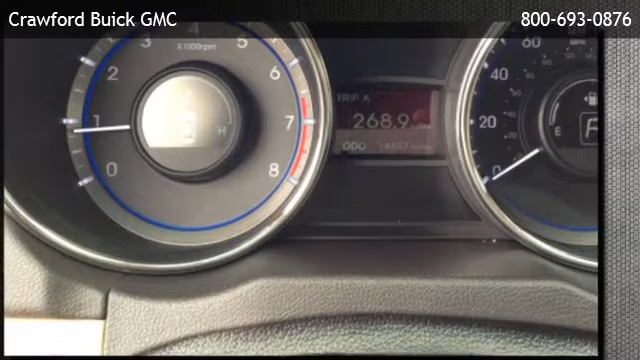 Crawford Buick GMC
800-693-0876
0 1 2 3 4 5 6 7 8
X1000rpm
H
TRIP A
268.9
ODO
0 20 40 60
MPH
E